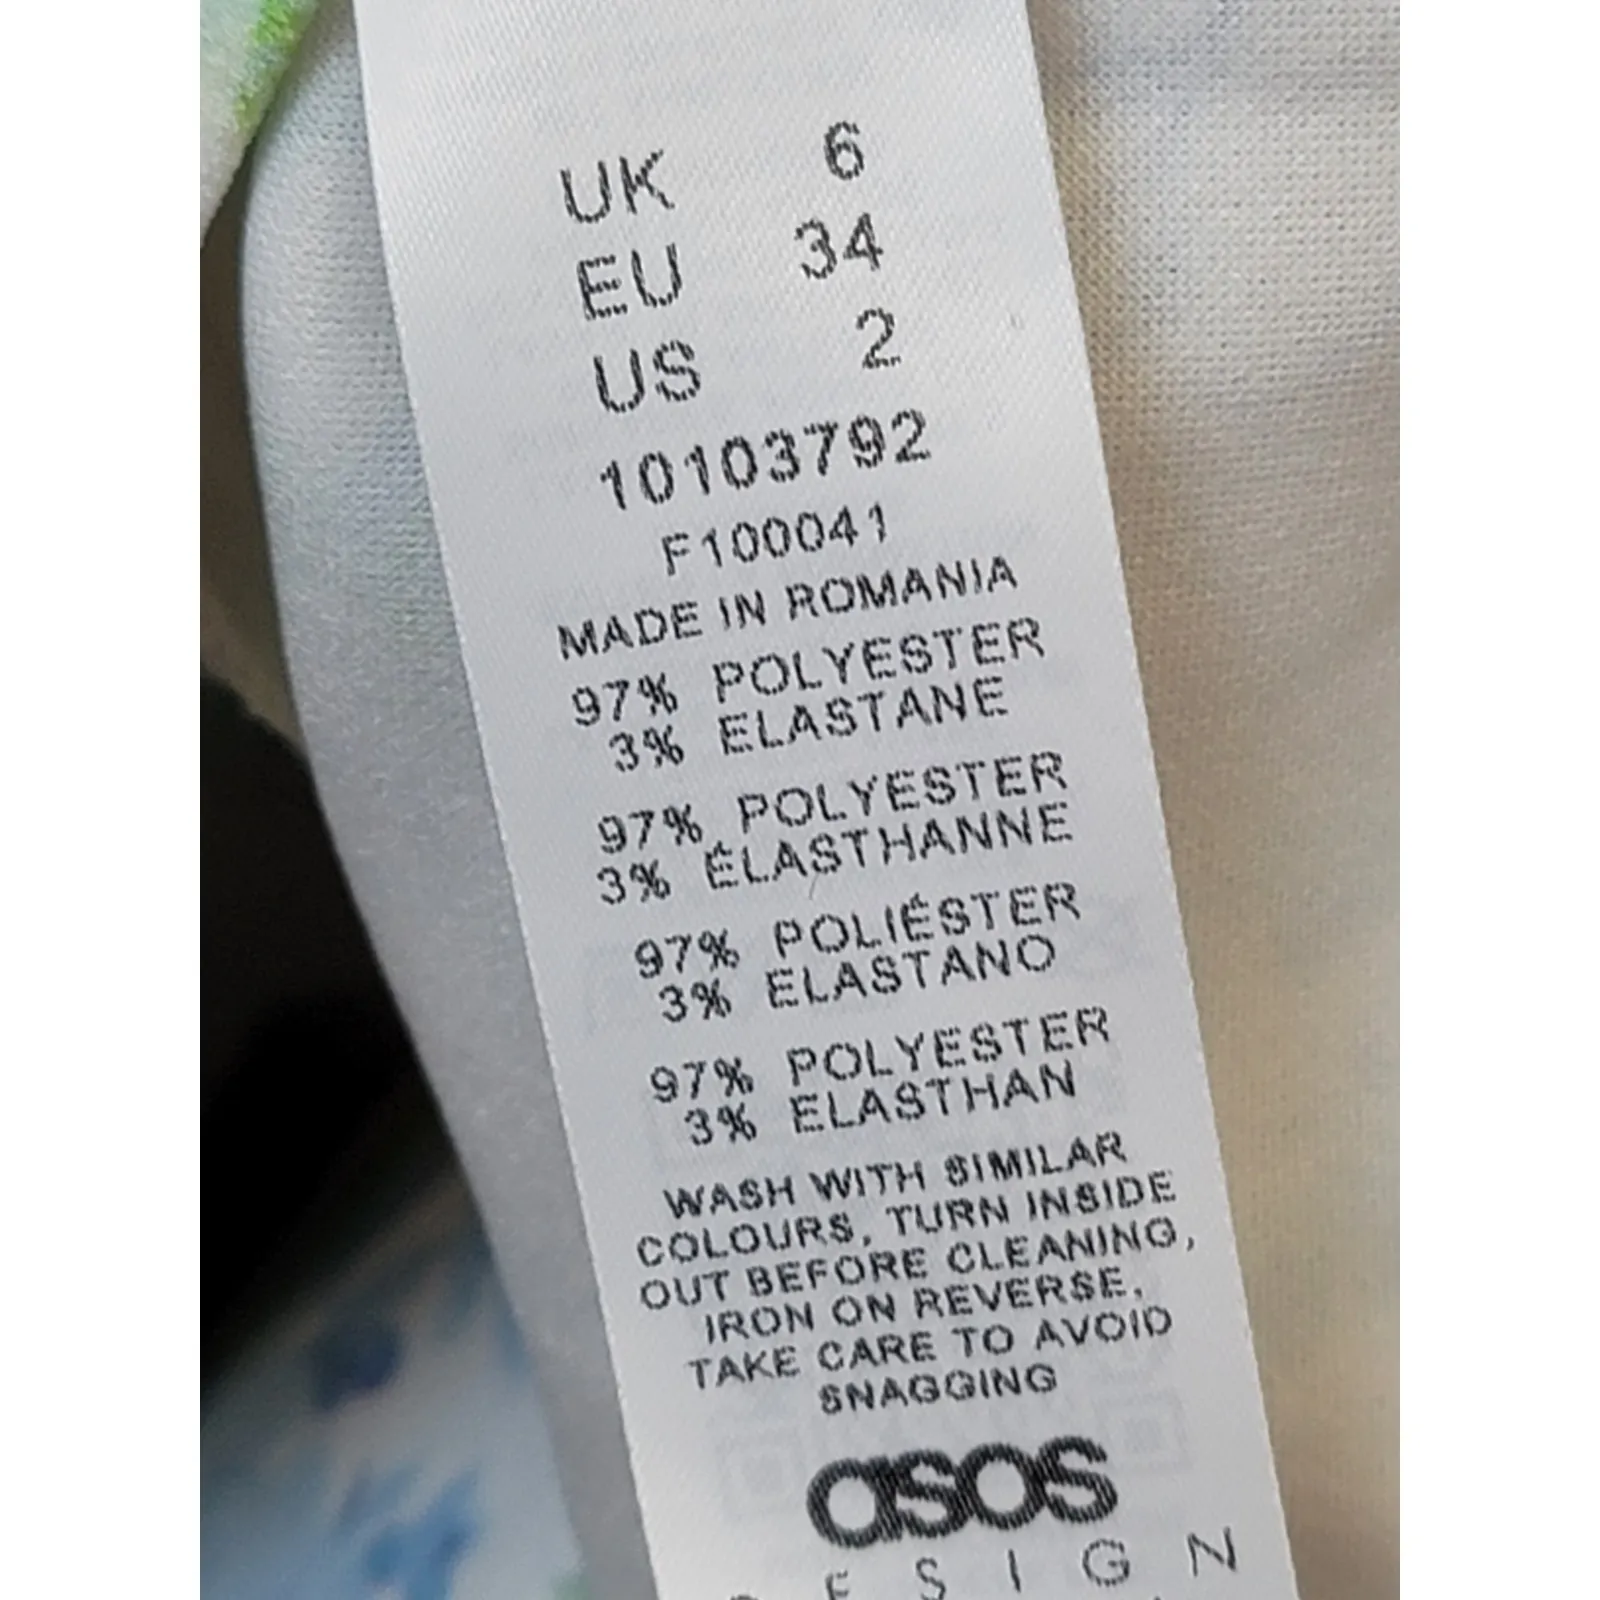 UK 6
EU 34
US 2
10103792
F100041
MADE IN ROMANIA
97% POLYESTER
3% ELASTANE
97% POLYESTER
3% ÉLASTHANNE
97% POLIÉSTER
3% ELASTANO
97% POLYESTER
3% ELASTHAN
WASH WITH SIMILAR
COLOURS, TURN INSIDE
OUT BEFORE CLEANING,
IRON ON REVERSE.
TAKE CARE TO AVOID
SNAGGING
asos
DESIGN